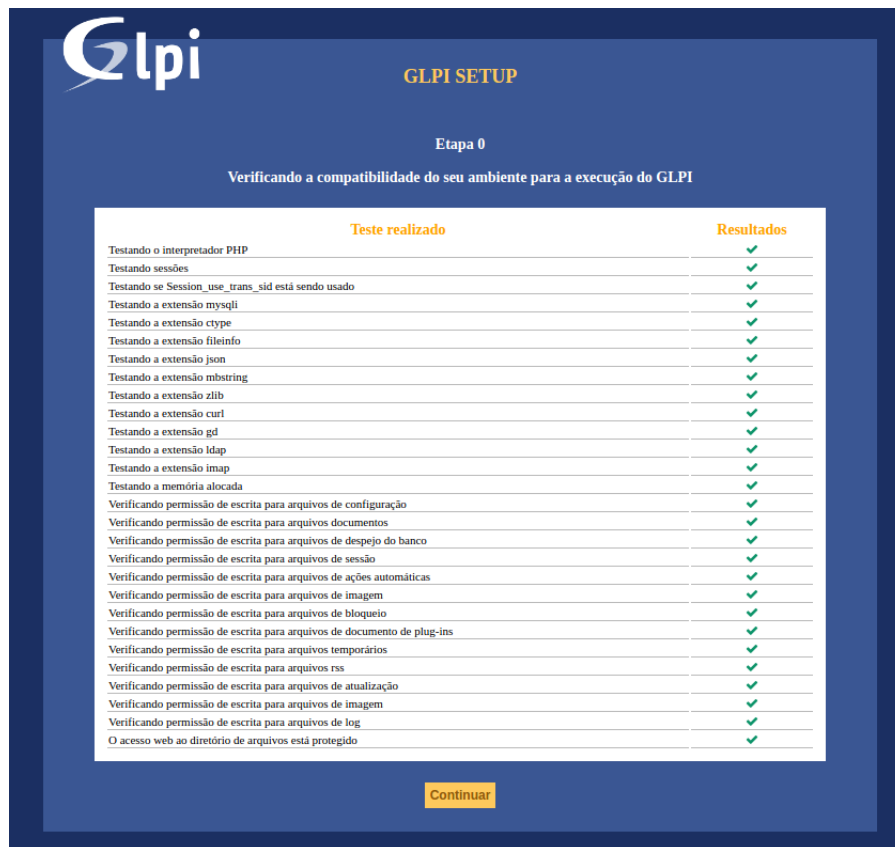 Glpi
GLPI SETUP
Etapa 0
Verificando a compatibilidade do seu ambiente para a execução do GLPI
Teste realizado Resultados
Testando o interpretador PHP
Testando sessões
Testando se Session_use_trans_sid está sendo usado
Testando a extensão mysqli
Testando a extensão ctype
Testando a extensão fileinfo
Testando a extensão json
Testando a extensão mbstring
Testando a extensão zlib
Testando a extensão curl
Testando a extensão gd
Testando a extensão ldap
Testando a extensão imap
Testando a memória alocada
Verificando permissão de escrita para arquivos de configuração
Verificando permissão de escrita para arquivos documentos
Verificando permissão de escrita para arquivos de despejo do banco
Verificando permissão de escrita para arquivos de sessão
Verificando permissão de escrita para arquivos de ações automáticas
Verificando permissão de escrita para arquivos de imagem
Verificando permissão de escrita para arquivos de bloqueio
Verificando permissão de escrita para arquivos de documento de plug-ins
Verificando permissão de escrita para arquivos temporários
Verificando permissão de escrita para arquivos rss
Verificando permissão de escrita para arquivos de atualização
Verificando permissão de escrita para arquivos de imagem
Verificando permissão de escrita para arquivos de log
O acesso web ao diretório de arquivos está protegido
Continuar